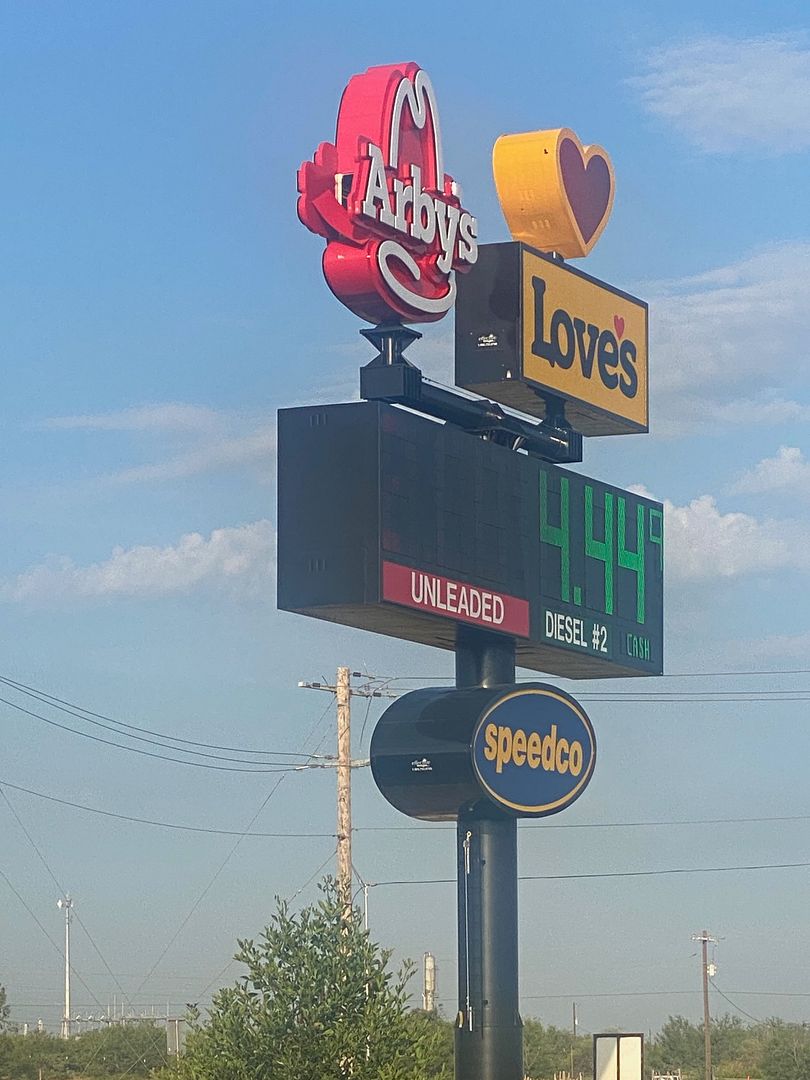 Arby's
Love's
4.44⁹
UNLEADED
DIESEL #2
CASH
speedco